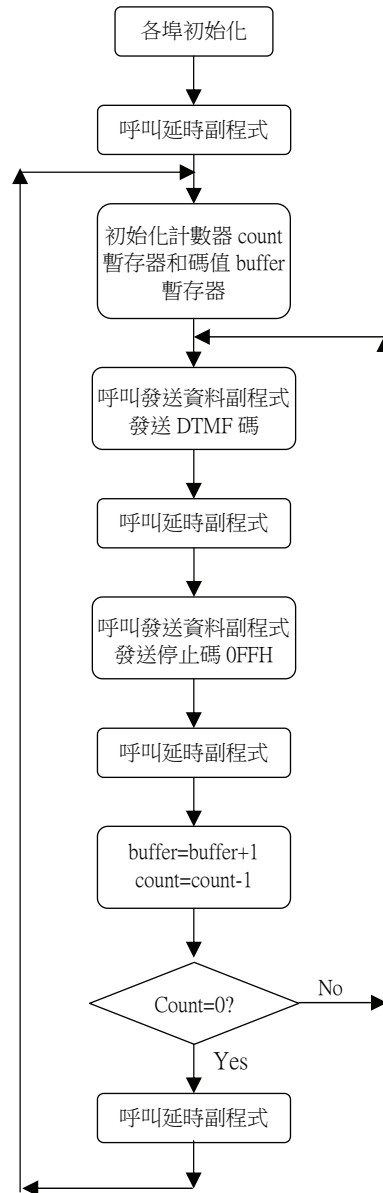 各埠初始化
呼叫延時副程式
初始化計數器 count
暫存器和碼值 buffer
暫存器
呼叫發送資料副程式
發送 DTMF 碼
呼叫延時副程式
呼叫發送資料副程式
發送停止碼 0FFH
呼叫延時副程式
buffer=buffer+1
count=count-1
Count=0?
No
Yes
呼叫延時副程式